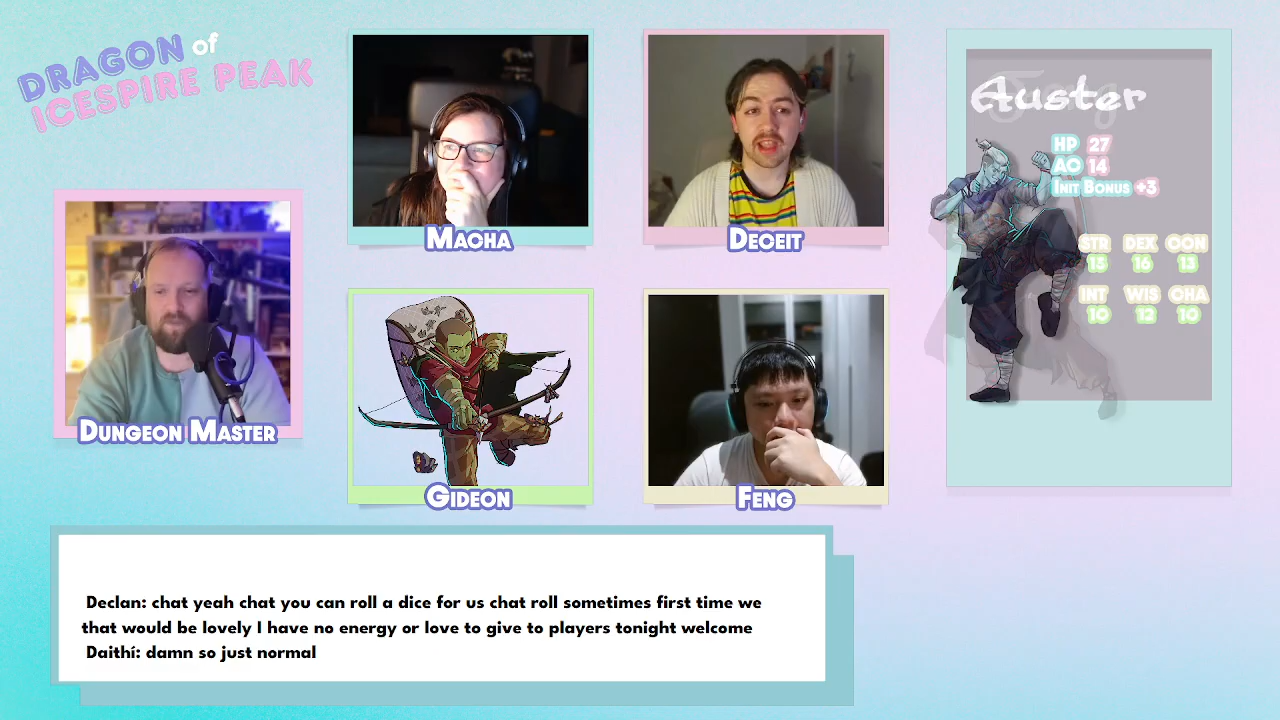 DRAGON of
ICESPIRE PEAK
Macha
Deceit
Dungeon Master
Gideon
Feng
Auster
HP 27
AC 14
Init Bonus +3
STR DEX CON
15 16 13
INT WIS CHA
10 12 10
Declan: chat yeah chat you can roll a dice for us chat roll sometimes first time we
that would be lovely I have no energy or love to give to players tonight welcome
Daithí: damn so just normal